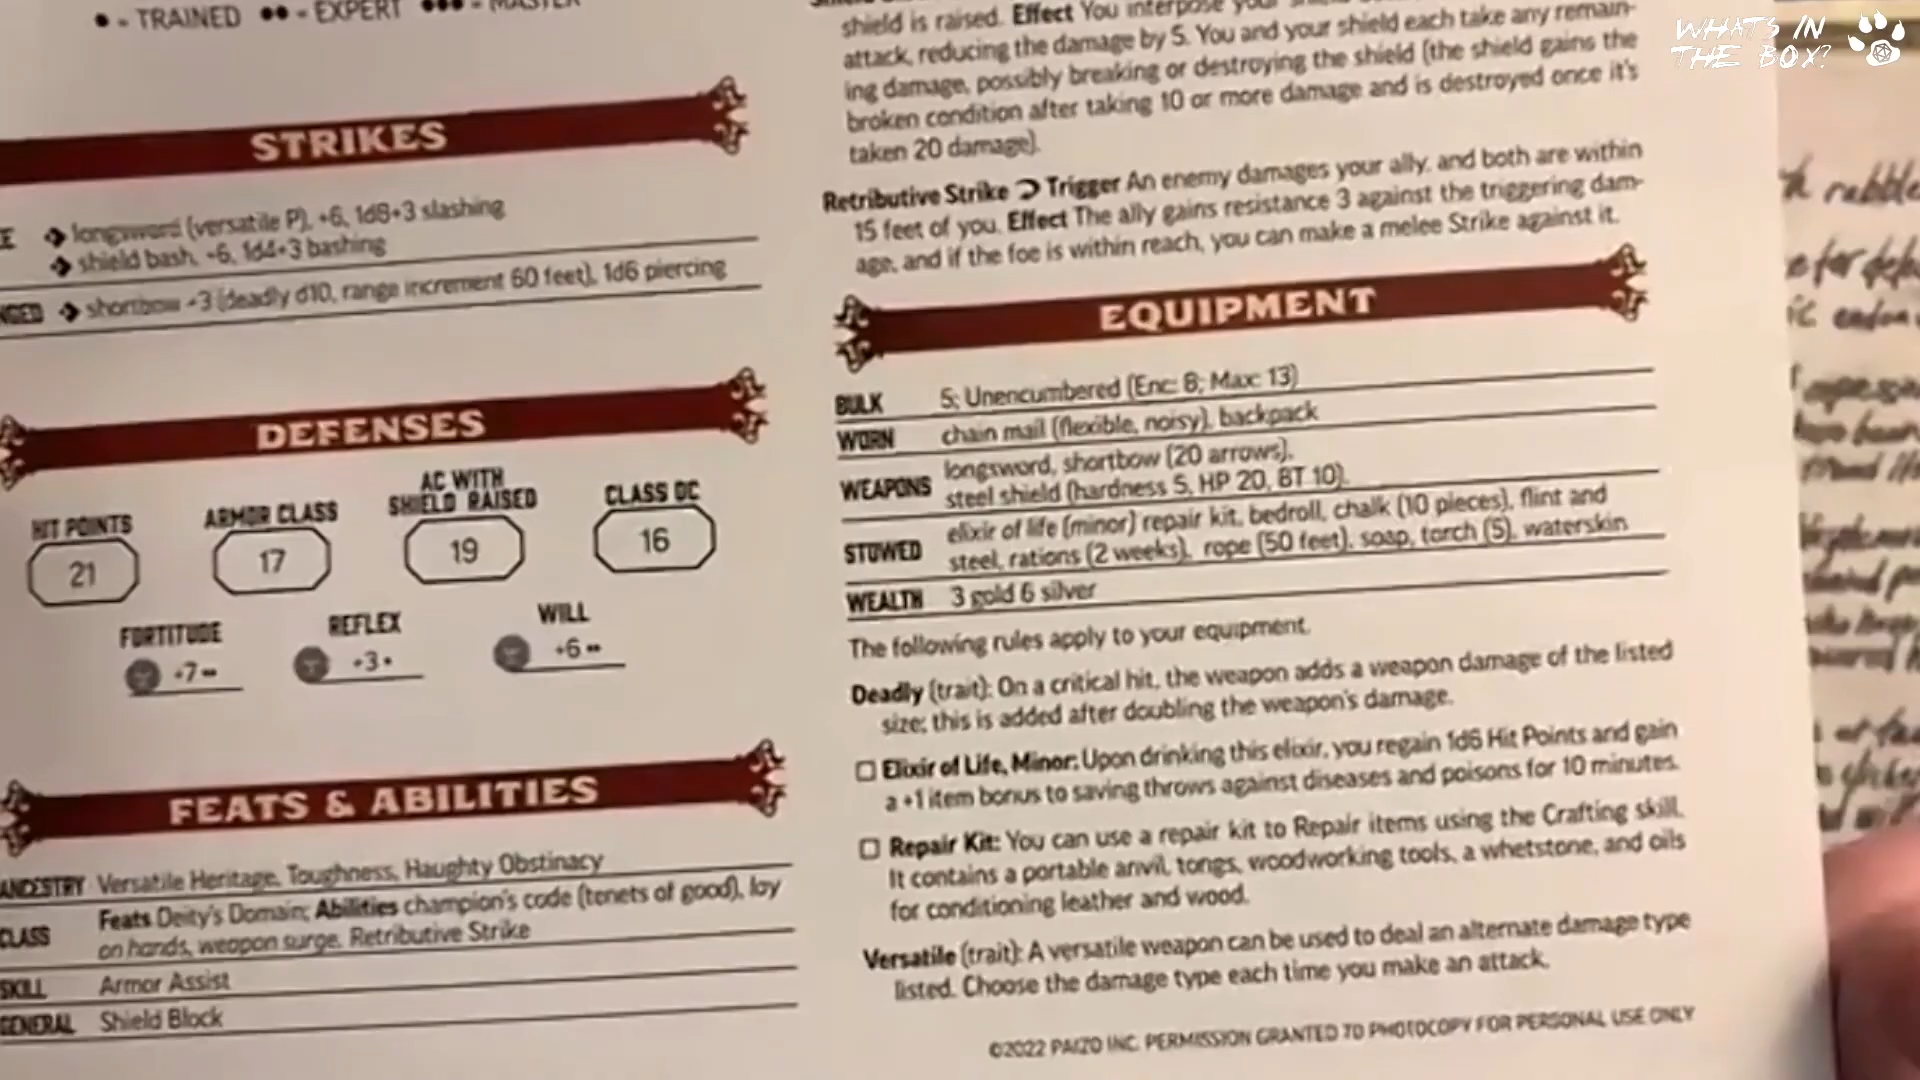 • = TRAINED •• = EXPERT ••• = MASTER
STRIKES
longsword (versatile P), +6, 1d8+3 slashing
shield bash, +6, 1d4+3 bashing
shortbow +3 (deadly d10, range increment 60 feet), 1d6 piercing
DEFENSES
HIT POINTS
21
ARMOR CLASS
17
AC WITH
SHIELD RAISED
19
CLASS DC
16
FORTITUDE
+7 ••
REFLEX
+3 •
WILL
+6 ••
FEATS & ABILITIES
ANCESTRY Versatile Heritage, Toughness, Haughty Obstinacy
CLASS Feats Deity's Domain; Abilities champion's code (tenets of good), lay
on hands, weapon surge, Retributive Strike
SKILL Armor Assist
GENERAL Shield Block
shield is raised. Effect You interpose your
attack, reducing the damage by 5. You and your shield each take any remain-
ing damage, possibly breaking or destroying the shield (the shield gains the
broken condition after taking 10 or more damage and is destroyed once it's
taken 20 damage).
Retributive Strike Trigger An enemy damages your ally, and both are within
15 feet of you. Effect The ally gains resistance 3 against the triggering dam-
age, and if the foe is within reach, you can make a melee Strike against it.
EQUIPMENT
BULK 5; Unencumbered (Enc: 8; Max: 13)
WORN chain mail (flexible, noisy), backpack
WEAPONS longsword, shortbow (20 arrows),
steel shield (hardness 5, HP 20, BT 10),
STOWED elixir of life (minor) repair kit, bedroll, chalk (10 pieces), flint and
steel, rations (2 weeks), rope (50 feet), soap, torch (5), waterskin
WEALTH 3 gold 6 silver
The following rules apply to your equipment.
Deadly (trait): On a critical hit, the weapon adds a weapon damage of the listed
size; this is added after doubling the weapon's damage.
Elixir of Life, Minor: Upon drinking this elixir, you regain 1d6 Hit Points and gain
a +1 item bonus to saving throws against diseases and poisons for 10 minutes.
Repair Kit: You can use a repair kit to Repair items using the Crafting skill.
It contains a portable anvil, tongs, woodworking tools, a whetstone, and oils
for conditioning leather and wood.
Versatile (trait): A versatile weapon can be used to deal an alternate damage type
listed. Choose the damage type each time you make an attack.
©2022 PAIZO INC. PERMISSION GRANTED TO PHOTOCOPY FOR PERSONAL USE ONLY
WHATS IN
THE BOX?